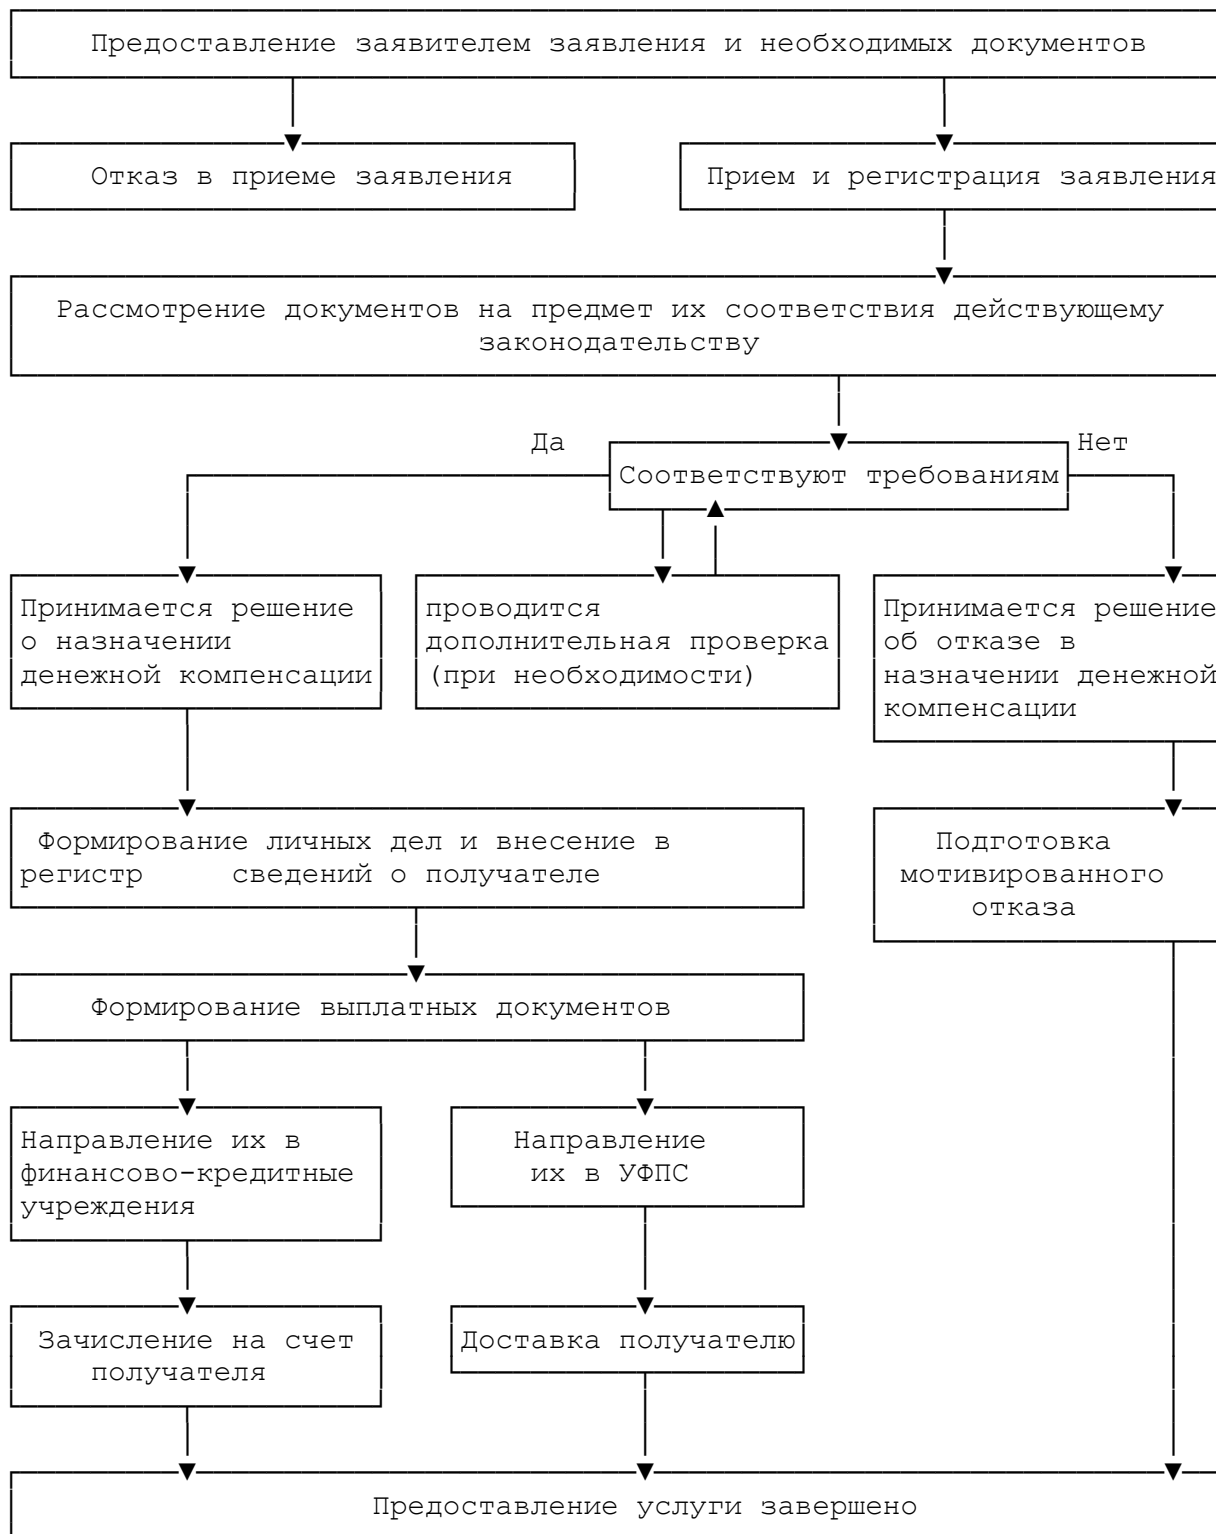 Предоставление заявителем заявления и необходимых документов
Отказ в приеме заявления
Прием и регистрация заявления
Рассмотрение документов на предмет их соответствия действующему
законодательству
Да
Нет
Соответствуют требованиям
Принимается решение
о назначении
денежной компенсации
проводится
дополнительная проверка
(при необходимости)
Принимается решение
об отказе в
назначении денежной
компенсации
Формирование личных дел и внесение в
регистр сведений о получателе
Подготовка
мотивированного
отказа
Формирование выплатных документов
Направление их в
финансово-кредитные
учреждения
Направление
их в УФПС
Зачисление на счет
получателя
Доставка получателю
Предоставление услуги завершено